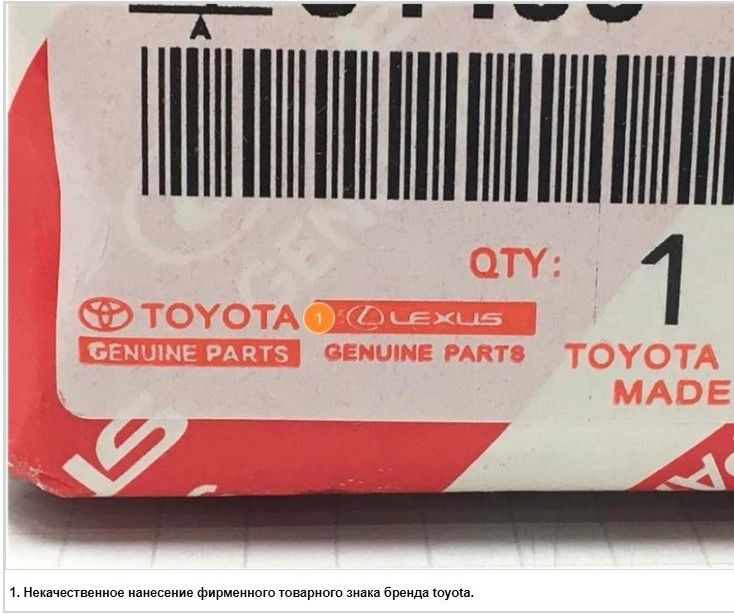 A
QTY: 1
TOYOTA 1 LEXUS
GENUINE PARTS GENUINE PARTS
TOYOTA
MADE
1. Некачественное нанесение фирменного товарного знака бренда toyota.